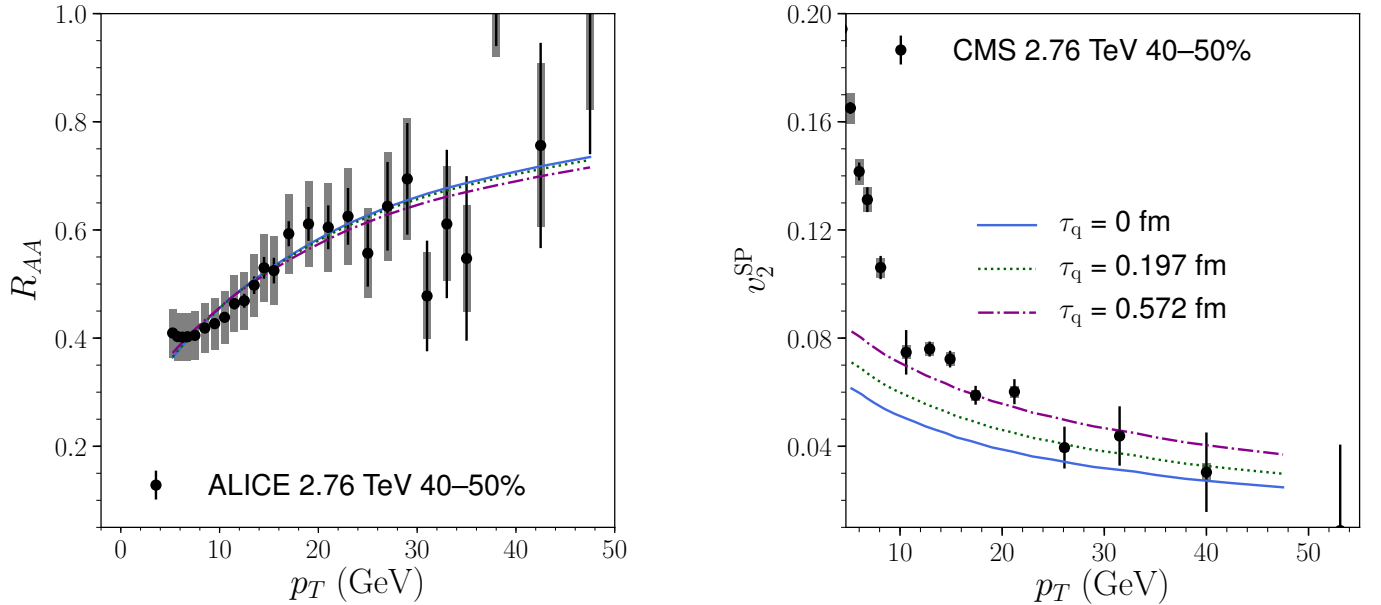 1.0
0.8
0.6
0.4
0.2
R_{AA}
ALICE 2.76 TeV 40–50%
0 10 20 30 40 50
p_T (GeV)
0.20
0.16
0.12
0.08
0.04
v_2^{SP}
CMS 2.76 TeV 40–50%
τ_q = 0 fm
τ_q = 0.197 fm
τ_q = 0.572 fm
10 20 30 40 50
p_T (GeV)